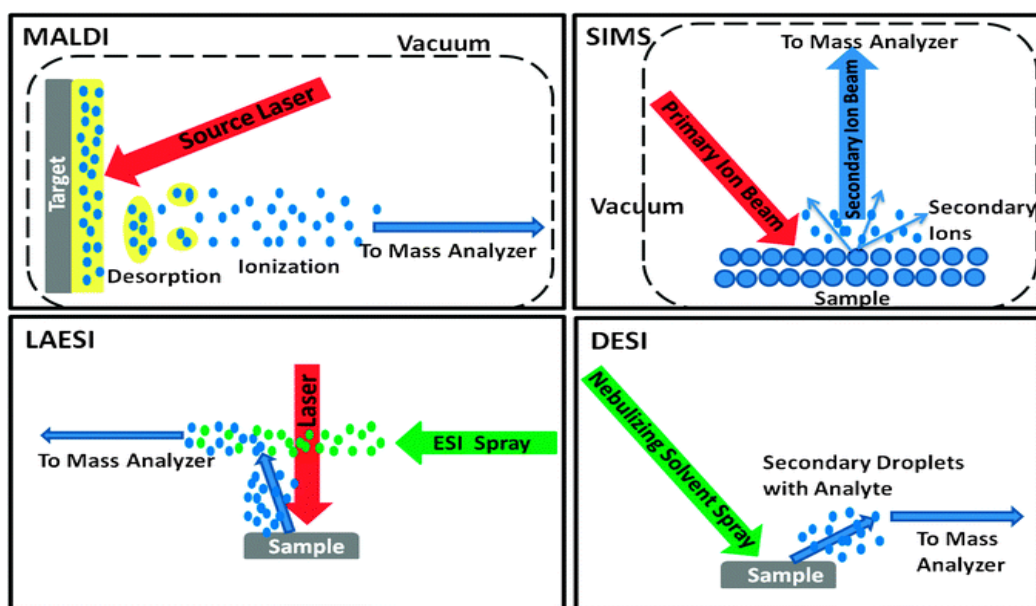 MALDI
Vacuum
Source Laser
Target
Desorption
Ionization
To Mass Analyzer
SIMS
To Mass Analyzer
Primary Ion Beam
Secondary Ion Beam
Vacuum
Secondary
Ions
Sample
LAESI
Laser
ESI Spray
To Mass Analyzer
Sample
DESI
Nebulizing Solvent Spray
Secondary Droplets
with Analyte
To Mass
Analyzer
Sample